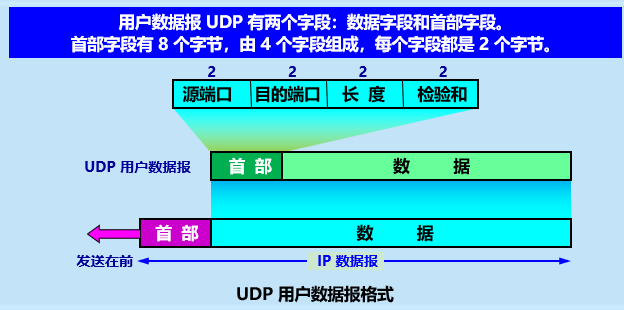 用户数据报 UDP 有两个字段：数据字段和首部字段。
首部字段有 8 个字节，由 4 个字段组成，每个字段都是 2 个字节。
2 2 2 2
源端口 目的端口 长 度 检验和
UDP 用户数据报 首 部 数 据
首 部 数 据
发送在前 IP 数据报
UDP 用户数据报格式